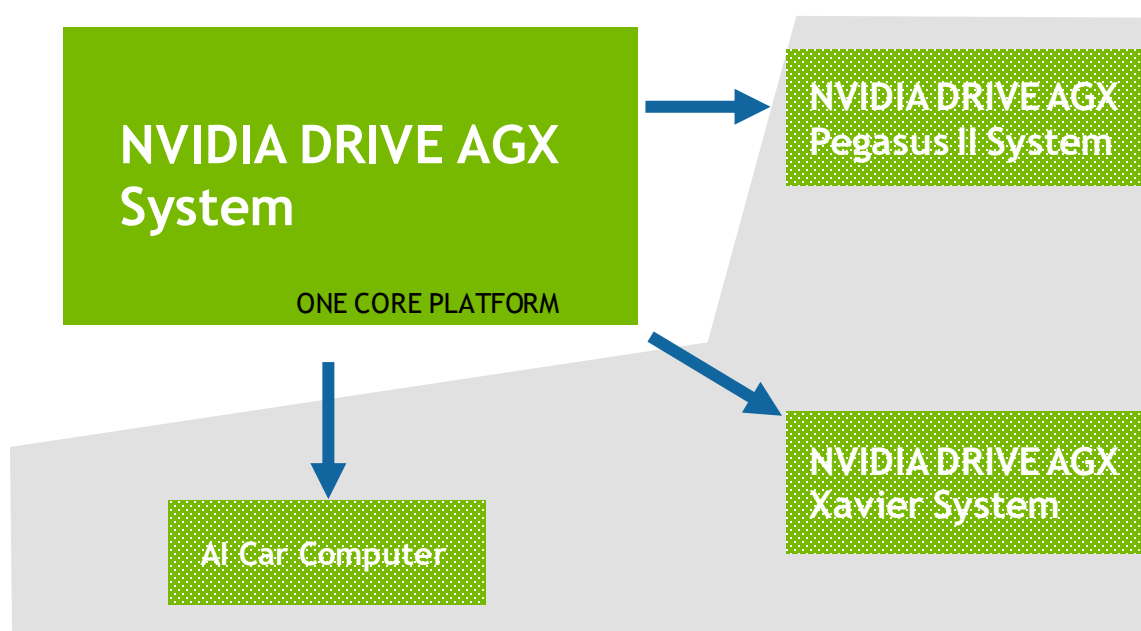 NVIDIA DRIVE AGX
System
ONE CORE PLATFORM
NVIDIA DRIVE AGX
Pegasus II System
NVIDIA DRIVE AGX
Xavier System
AI Car Computer